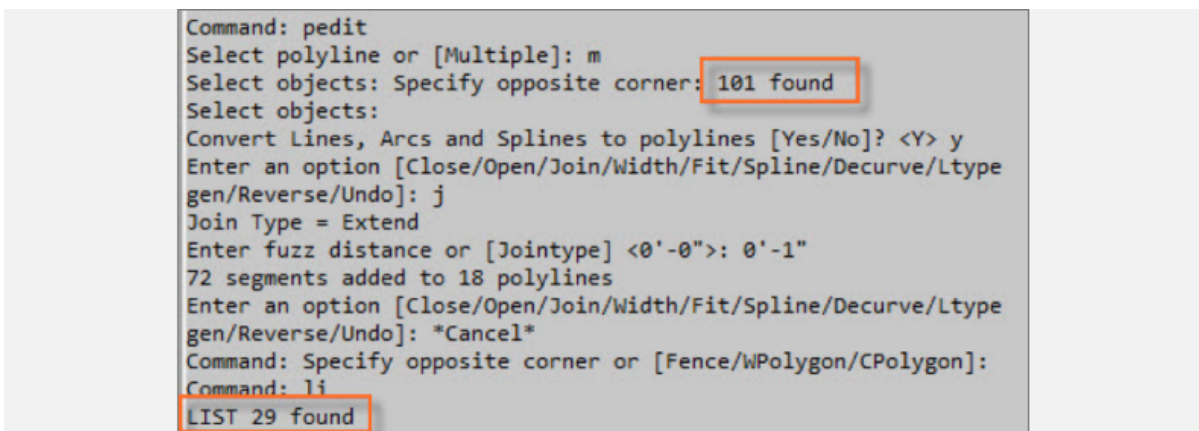 Command: pedit
Select polyline or [Multiple]: m
Select objects: Specify opposite corner: 101 found
Select objects:
Convert Lines, Arcs and Splines to polylines [Yes/No]? <Y> y
Enter an option [Close/Open/Join/Width/Fit/Spline/Decurve/Ltype
gen/Reverse/Undo]: j
Join Type = Extend
Enter fuzz distance or [Jointype] <0'-0">: 0'-1"
72 segments added to 18 polylines
Enter an option [Close/Open/Join/Width/Fit/Spline/Decurve/Ltype
gen/Reverse/Undo]: *Cancel*
Command: Specify opposite corner or [Fence/WPolygon/CPolygon]:
Command: li
LIST 29 found